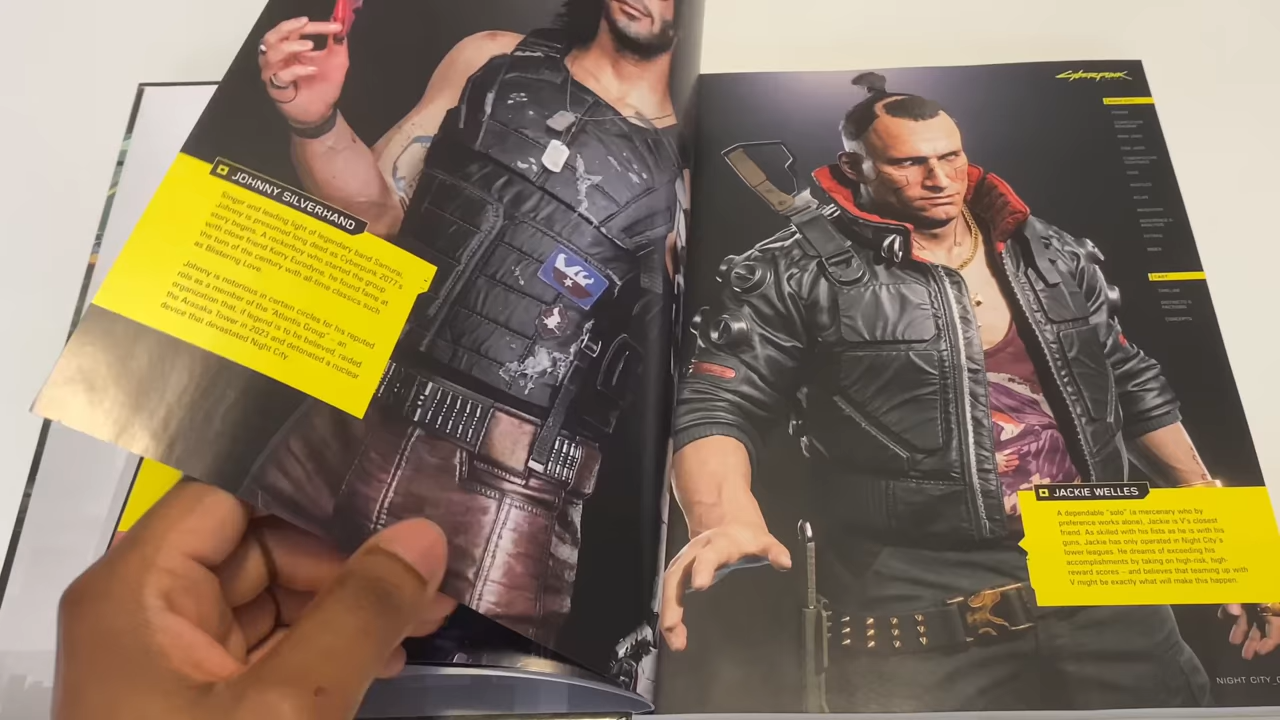 JOHNNY SILVERHAND
Singer and leading light of legendary band Samurai,
Johnny is presumed long dead as Cyberpunk 2077's
story begins. A rockerboy who started the group
with close friend Kerry Eurodyne, he found fame at
the turn of the century with all-time classics such
as Blistering Love.
Johnny is notorious in certain circles for his reputed
role as a member of the "Atlantis Group" – an
organization that, if legend is to be believed, raided
the Arasaka Tower in 2023 and detonated a nuclear
device that devastated Night City
Cyberpunk
CAST
JACKIE WELLES
A dependable "solo" (a mercenary who by
preference works alone), Jackie is V's closest
friend. As skilled with his fists as he is with his
guns, Jackie has only operated in Night City's
lower leagues. He dreams of exceeding his
accomplishments by taking on high-risk, high-
reward scores – and believes that teaming up with
V might be exactly what will make this happen.
NIGHT CITY_